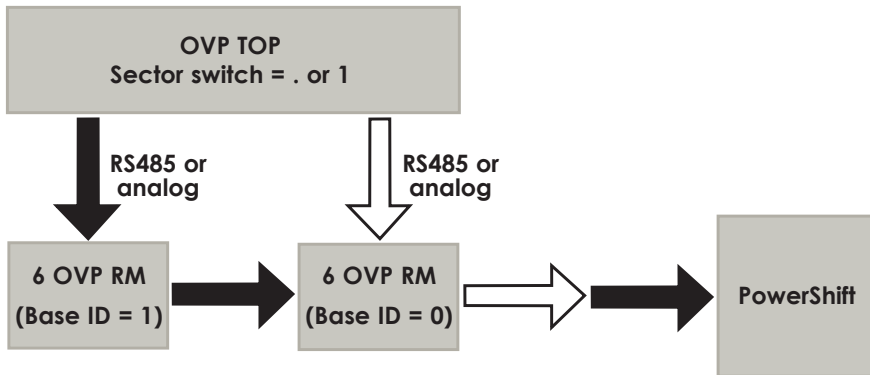 OVP TOP
Sector switch = . or 1
RS485 or
analog
RS485 or
analog
6 OVP RM
(Base ID = 1)
6 OVP RM
(Base ID = 0)
PowerShift